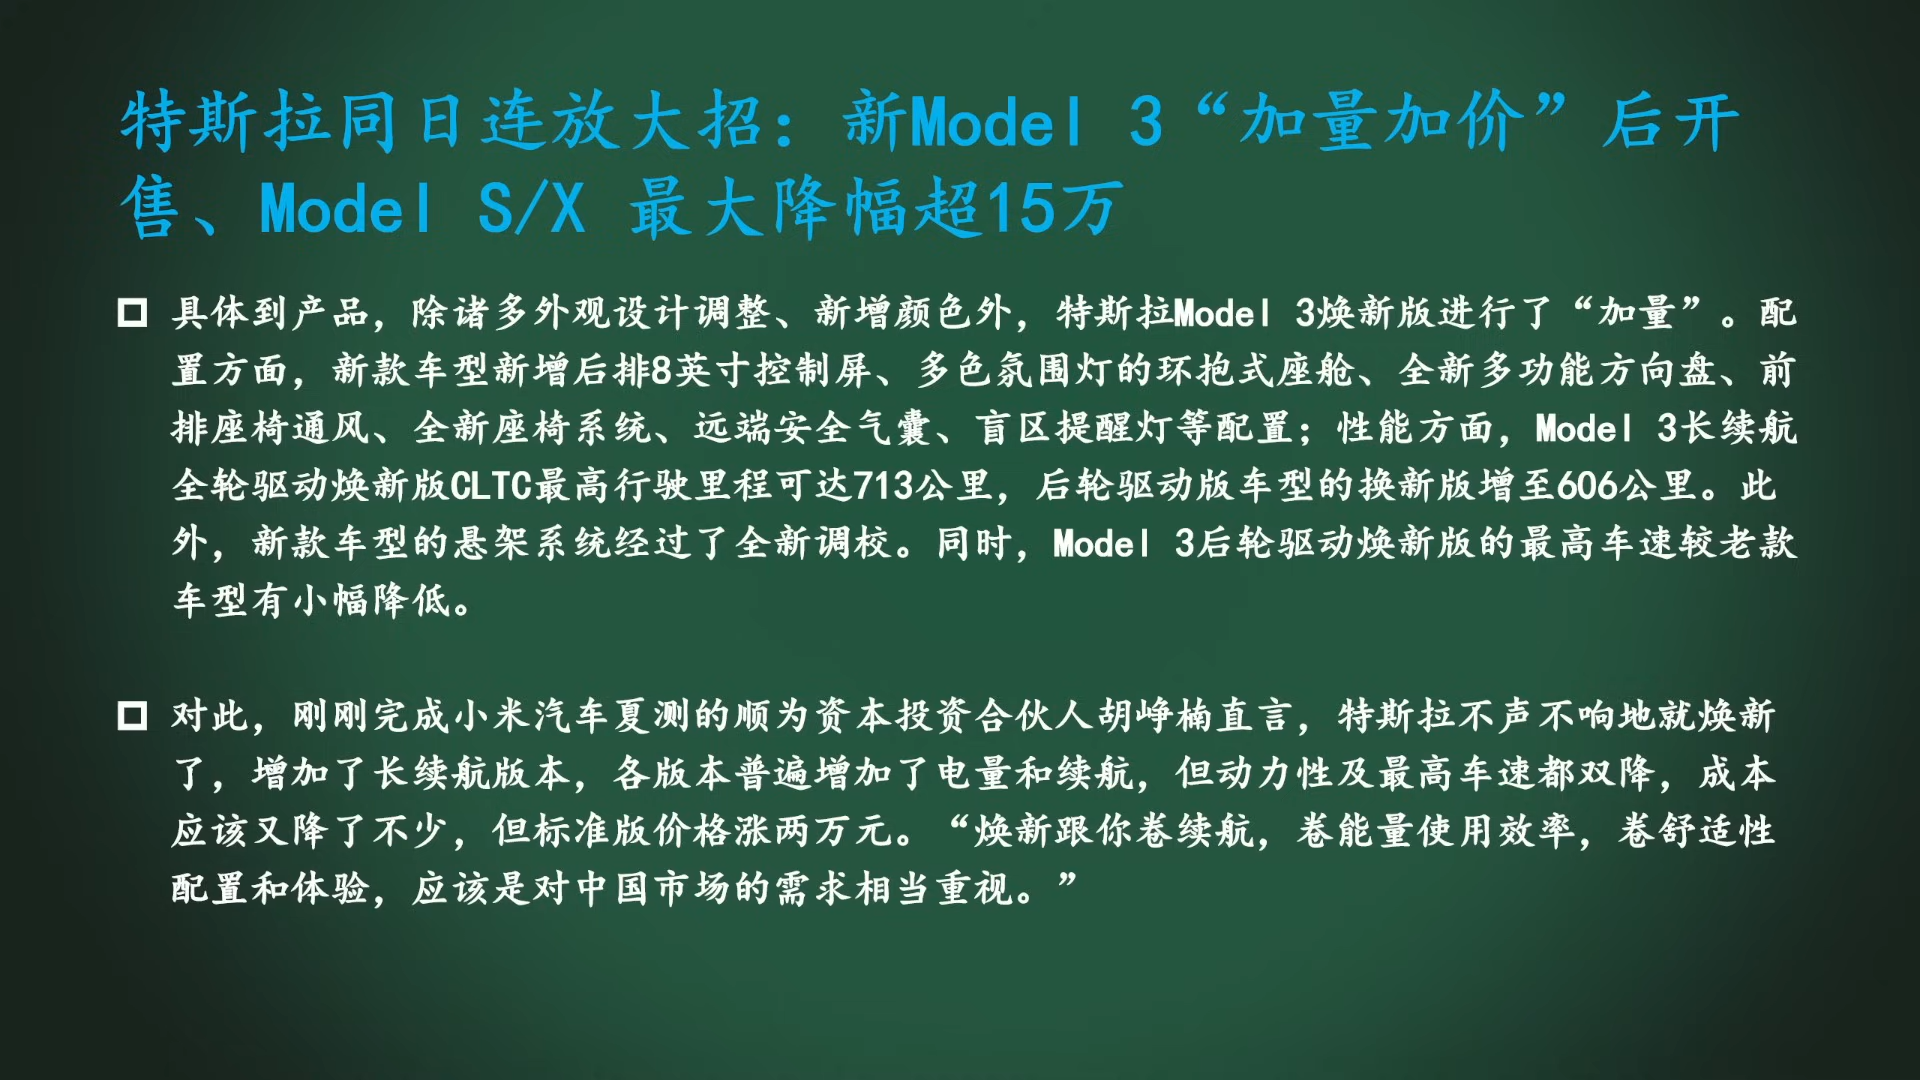 特斯拉同日连放大招：新Model 3“加量加价”后开
售、Model S/X 最大降幅超15万
具体到产品，除诸多外观设计调整、新增颜色外，特斯拉Model 3焕新版进行了“加量”。配
置方面，新款车型新增后排8英寸控制屏、多色氛围灯的环抱式座舱、全新多功能方向盘、前
排座椅通风、全新座椅系统、远端安全气囊、盲区提醒灯等配置；性能方面，Model 3长续航
全轮驱动焕新版CLTC最高行驶里程可达713公里，后轮驱动版车型的换新版增至606公里。此
外，新款车型的悬架系统经过了全新调校。同时，Model 3后轮驱动焕新版的最高车速较老款
车型有小幅降低。
对此，刚刚完成小米汽车夏测的顺为资本投资合伙人胡峥楠直言，特斯拉不声不响地就焕新
了，增加了长续航版本，各版本普遍增加了电量和续航，但动力性及最高车速都双降，成本
应该又降了不少，但标准版价格涨两万元。“焕新跟你卷续航，卷能量使用效率，卷舒适性
配置和体验，应该是对中国市场的需求相当重视。”